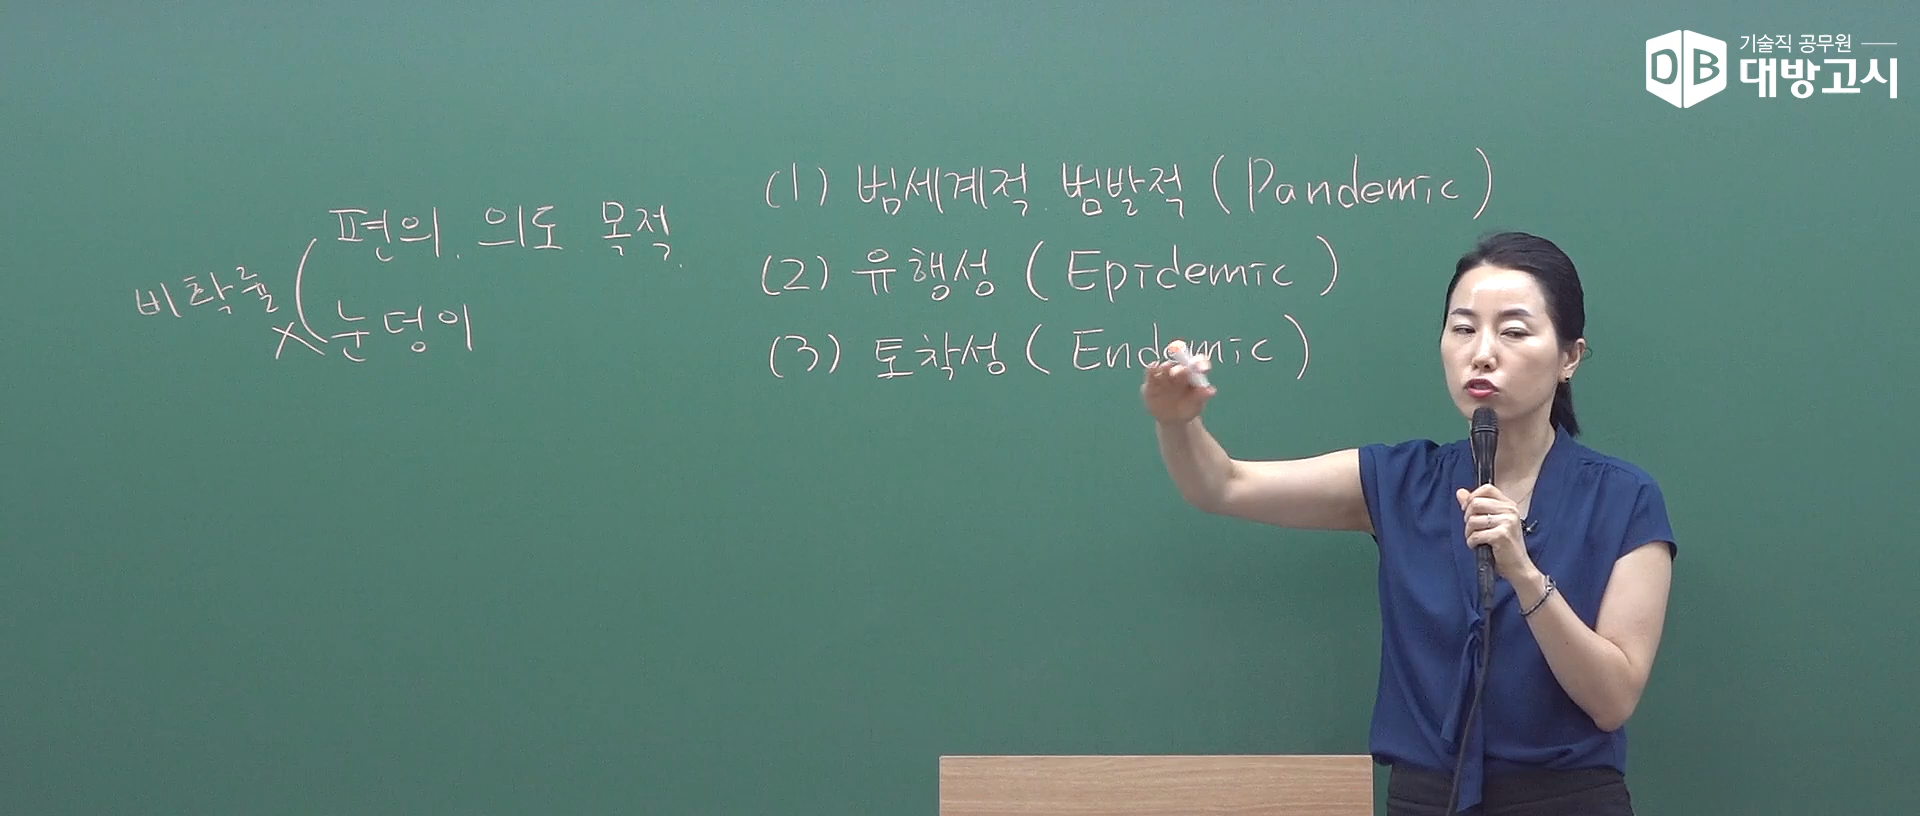 기술직 공무원
DB 대방고시
편의. 의도 목적.
비확률
눈덩이
(1) 범세계적. 범발적 (Pandemic)
(2) 유행성 (Epidemic)
(3) 토착성 (Endemic)